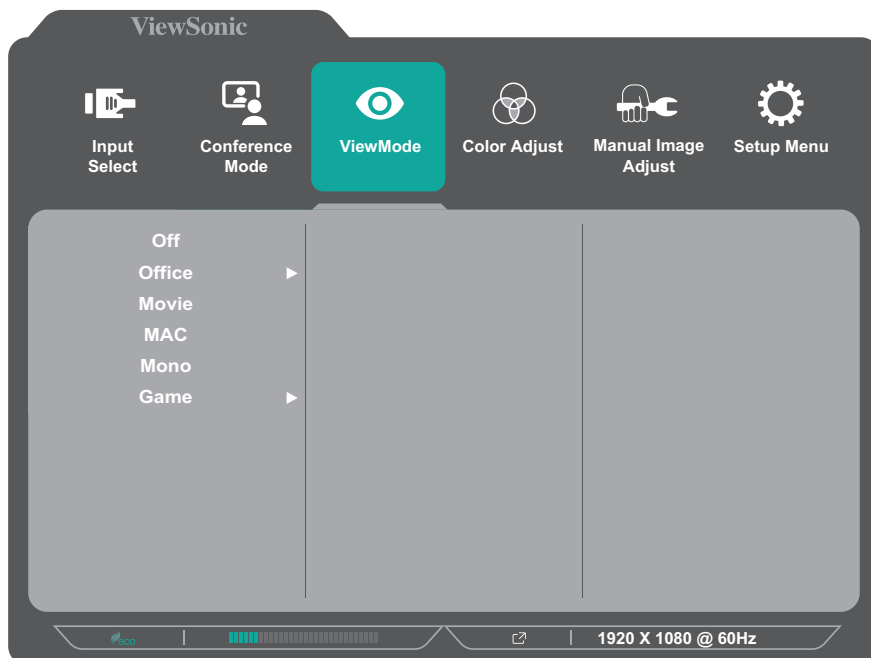 ViewSonic
Input
Select
Conference
Mode
ViewMode
Color Adjust
Manual Image
Adjust
Setup Menu
Off
Office
Movie
MAC
Mono
Game
eco
1920 X 1080 @ 60Hz